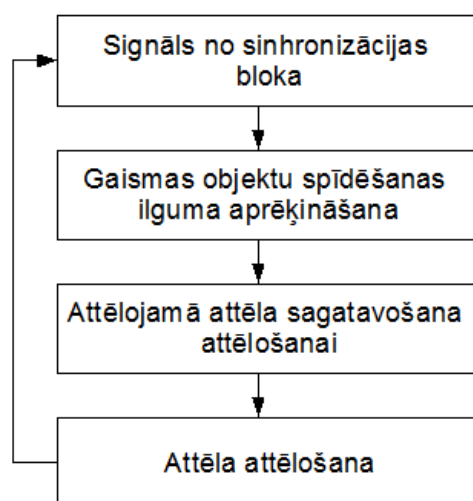 Signāls no sinhronizācijas
bloka
Gaismas objektu spīdēšanas
ilguma aprēķināšana
Attēlojamā attēla sagatavošana
attēlošanai
Attēla attēlošana